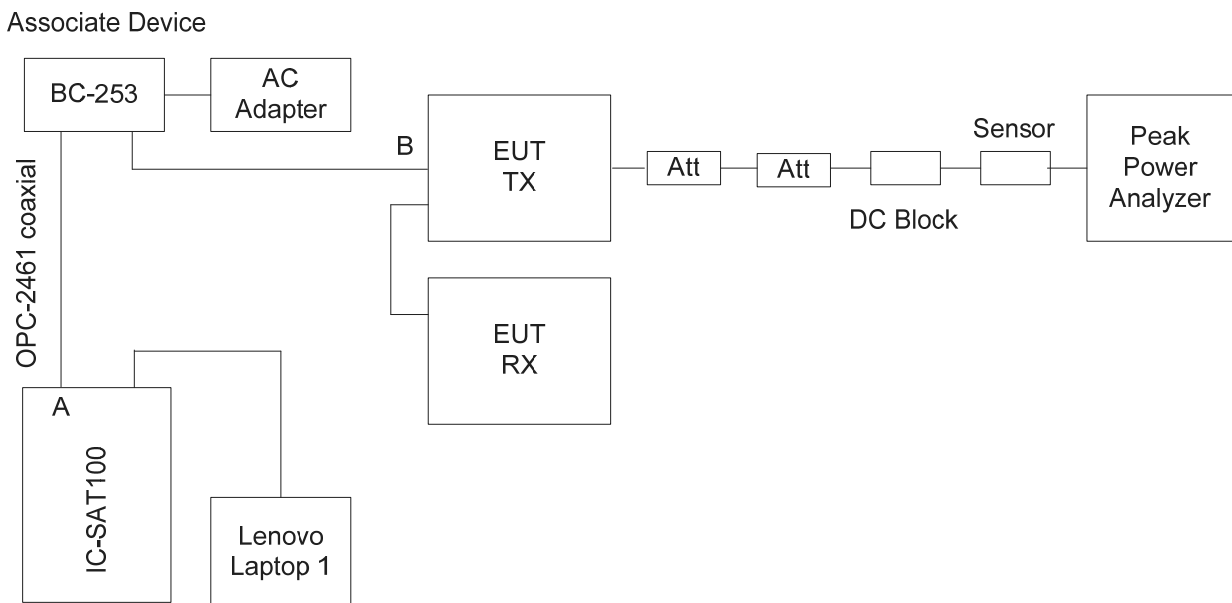 Associate Device
BC-253
AC
Adapter
OPC-2461 coaxial
B
EUT
TX
Att
Att
DC Block
Sensor
Peak
Power
Analyzer
EUT
RX
A
IC-SAT100
Lenovo
Laptop 1